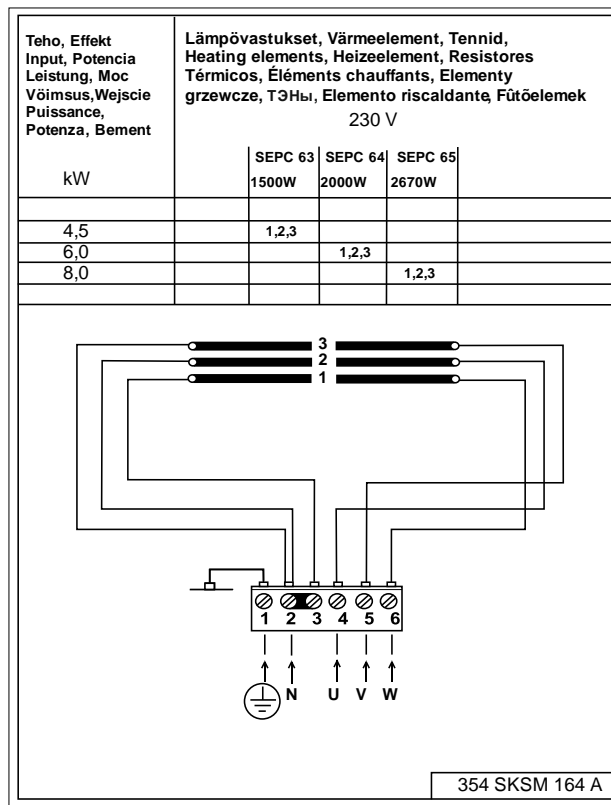 Teho, Effekt
Input, Potencia
Leistung, Moc
Vöimsus,Wejscie
Puissance,
Potenza, Bement
kW
Lämpövastukset, Värmeelement, Tennid,
Heating elements, Heizeelement, Resistores
Térmicos, Éléments chauffants, Elementy
grzewcze, ТЭНы, Elemento riscaldante, Fûtöelemek
230 V
SEPC 63 SEPC 64 SEPC 65
1500W 2000W 2670W
4,5 1,2,3
6,0 1,2,3
8,0 1,2,3
3
2
1
1 2 3 4 5 6
N U V W
354 SKSM 164 A